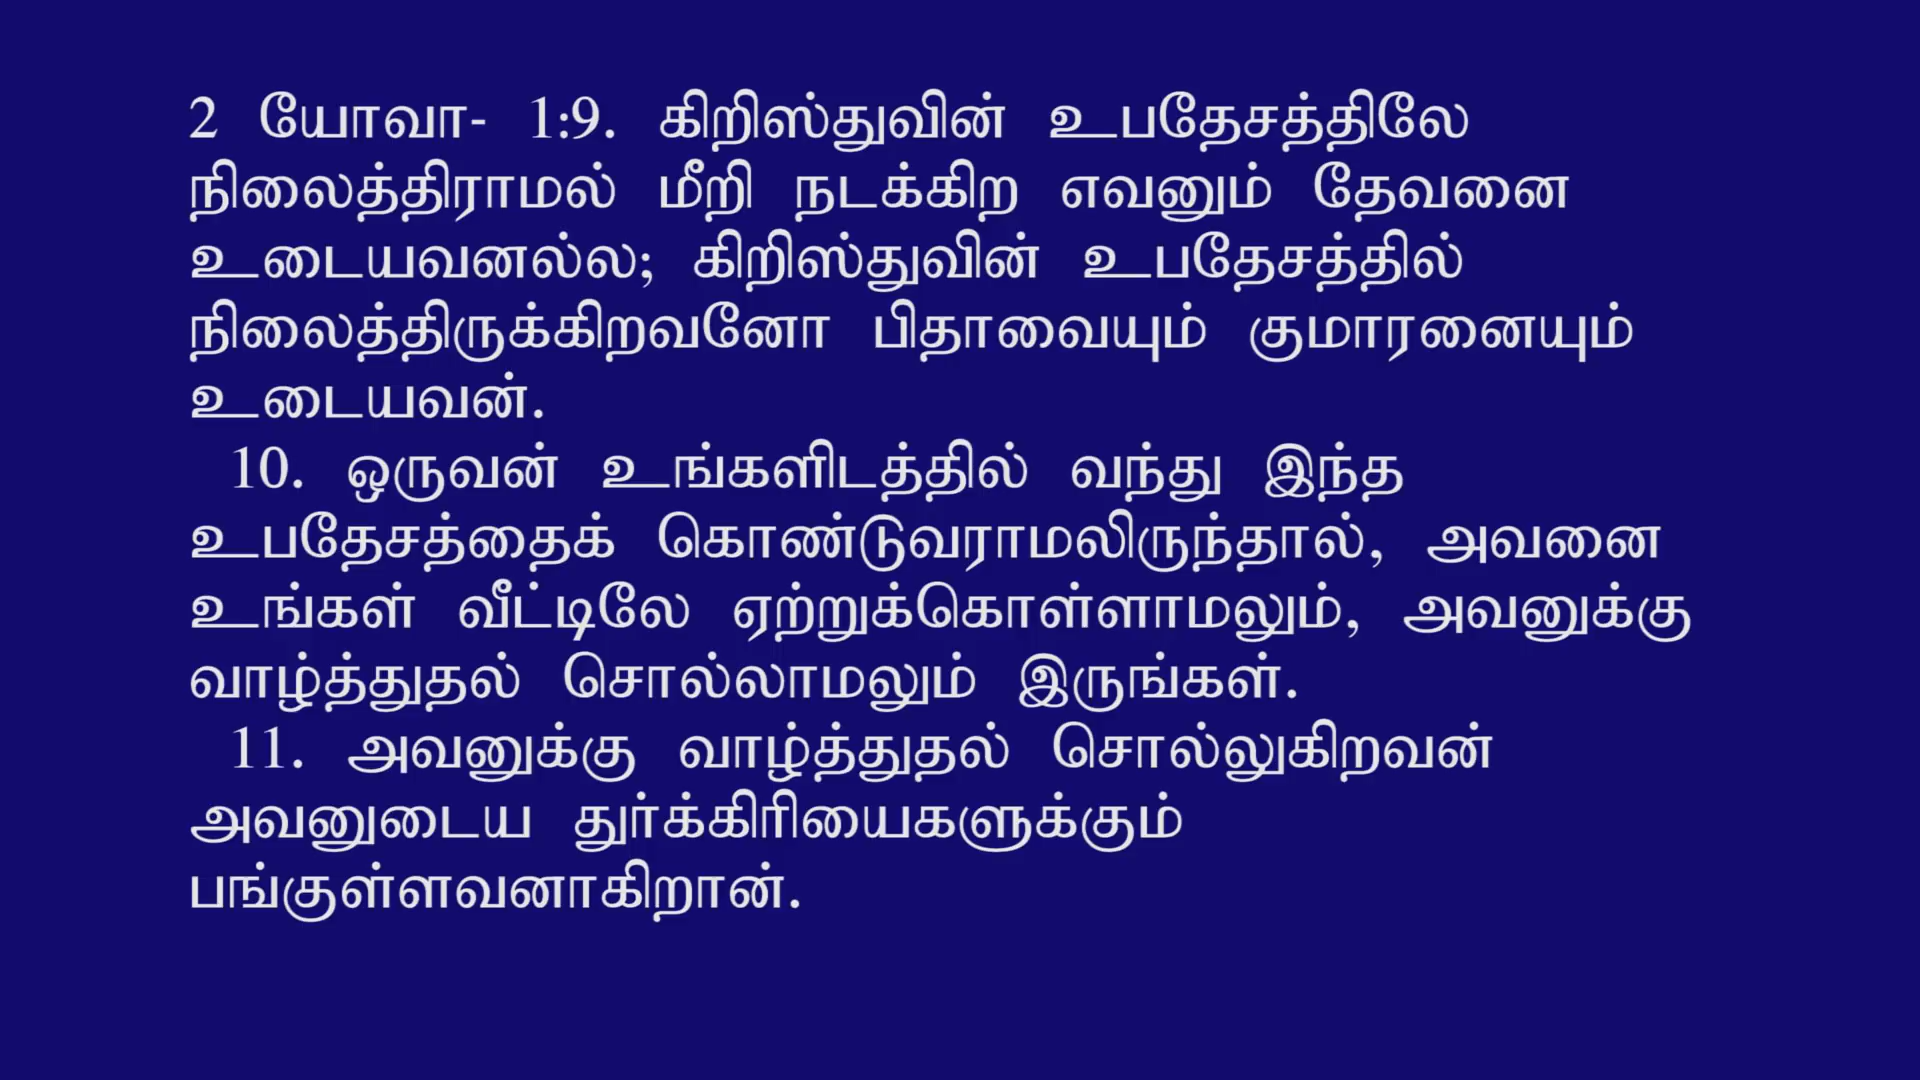 2 யோவா- 1:9. கிறிஸ்துவின் உபதேசத்திலே
நிலைத்திராமல் மீறி நடக்கிற எவனும் தேவனை
உடையவனல்ல; கிறிஸ்துவின் உபதேசத்தில்
நிலைத்திருக்கிறவனோ பிதாவையும் குமாரனையும்
உடையவன்.
10. ஒருவன் உங்களிடத்தில் வந்து இந்த
உபதேசத்தைக் கொண்டுவராமலிருந்தால், அவனை
உங்கள் வீட்டிலே ஏற்றுக்கொள்ளாமலும், அவனுக்கு
வாழ்த்துதல் சொல்லாமலும் இருங்கள்.
11. அவனுக்கு வாழ்த்துதல் சொல்லுகிறவன்
அவனுடைய துர்க்கிரியைகளுக்கும்
பங்குள்ளவனாகிறான்.